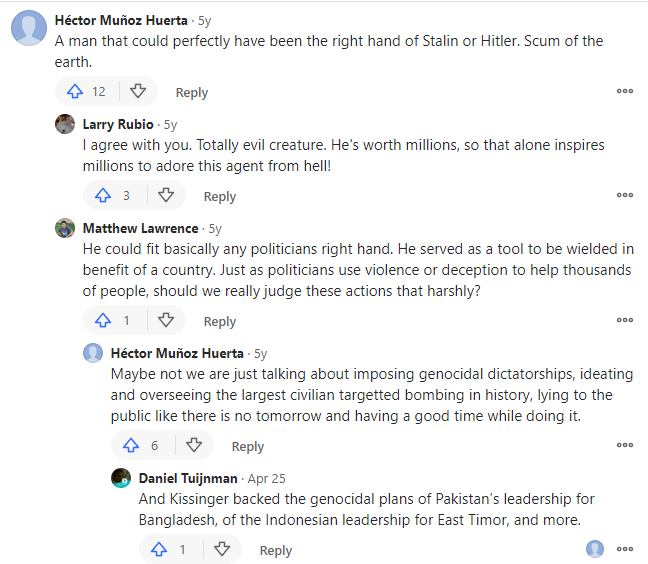 Héctor Muñoz Huerta · 5y
A man that could perfectly have been the right hand of Stalin or Hitler. Scum of the
earth.
12
Reply
Larry Rubio · 5y
I agree with you. Totally evil creature. He's worth millions, so that alone inspires
millions to adore this agent from hell!
3
Reply
Matthew Lawrence · 5y
He could fit basically any politicians right hand. He served as a tool to be wielded in
benefit of a country. Just as politicians use violence or deception to help thousands
of people, should we really judge these actions that harshly?
1
Reply
Héctor Muñoz Huerta · 5y
Maybe not we are just talking about imposing genocidal dictatorships, ideating
and overseeing the largest civilian targetted bombing in history, lying to the
public like there is no tomorrow and having a good time while doing it.
6
Reply
Daniel Tuijnman · Apr 25
And Kissinger backed the genocidal plans of Pakistan's leadership for
Bangladesh, of the Indonesian leadership for East Timor, and more.
1
Reply